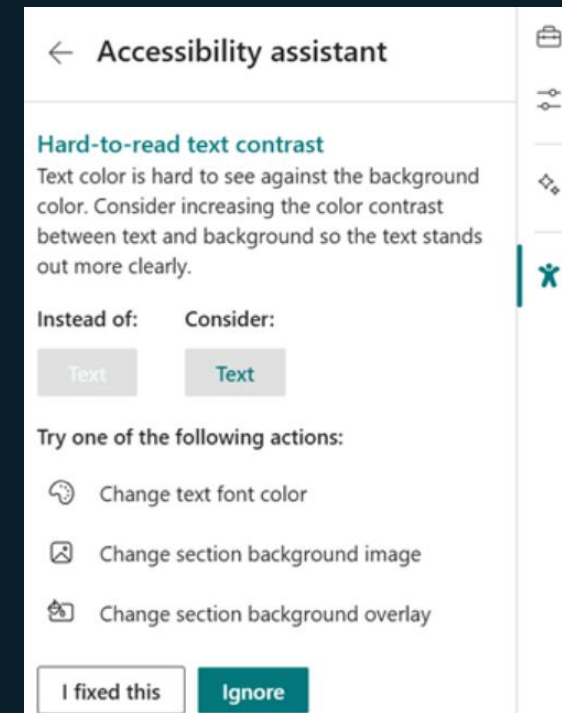 Accessibility assistant
Hard-to-read text contrast
Text color is hard to see against the background
color. Consider increasing the color contrast
between text and background so the text stands
out more clearly.
Instead of: Consider:
Text Text
Try one of the following actions:
Change text font color
Change section background image
Change section background overlay
I fixed this Ignore